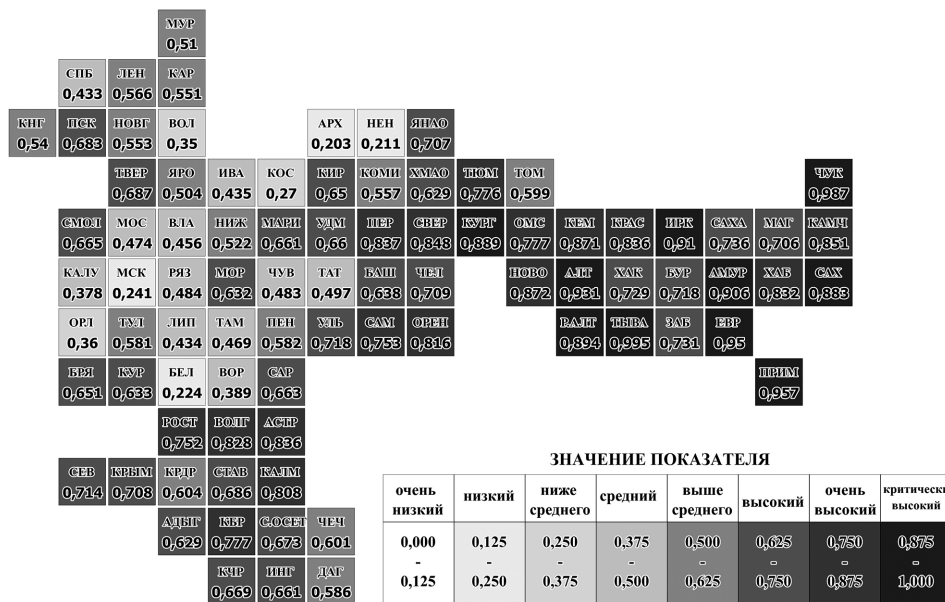 МУР
0,51
СПБ ЛЕН КАР
0,433 0,566 0,551
КНГ ПСК НОВГ ВОЛ АРХ НЕН ЯНАО
0,54 0,683 0,553 0,35 0,203 0,211 0,707
ТВЕР ЯРО ИВА КОС КИР КОМИ ХМАО ТЮМ ТОМ ЧУК
0,687 0,504 0,435 0,27 0,65 0,557 0,629 0,776 0,599 0,987
СМОЛ МОС ВЛА НИЖ МАРИ УДМ ПЕР СВЕР КУРГ ОМС КЕМ КРАС ИРК САХА МАГ КАМЧ
0,665 0,474 0,456 0,522 0,661 0,66 0,837 0,848 0,889 0,777 0,871 0,836 0,91 0,736 0,706 0,851
КАЛУ МСК РЯЗ МОР ЧУВ ТАТ БАШ ЧЕЛ НОВО АЛТ ХАК БУР АМУР ХАБ САХ
0,378 0,241 0,484 0,632 0,483 0,497 0,638 0,709 0,872 0,931 0,729 0,718 0,906 0,832 0,883
ОРЛ ТУЛ ЛИП ТАМ ПЕН УЛЬ САМ ОРЕН Р.АЛТ ТЫВА ЗАБ ЕВР
0,36 0,581 0,434 0,469 0,582 0,718 0,753 0,816 0,894 0,995 0,731 0,95
БРЯ КУР БЕЛ ВОР САР ПРИМ
0,651 0,633 0,224 0,389 0,663 0,957
РОСТ ВОЛГ АСТР
0,752 0,828 0,836
СЕВ КРЫМ КРДР СТАВ КАЛМ
0,714 0,708 0,604 0,686 0,808
АДЫГ КБР С.ОСЕТ ЧЕЧ
0,629 0,777 0,673 0,601
КЧР ИНГ ДАГ
0,669 0,661 0,586
ЗНАЧЕНИЕ ПОКАЗАТЕЛЯ
очень низкий ниже средний выше высокий очень критически
низкий среднего среднего высокий высокий
0,000 0,125 0,250 0,375 0,500 0,625 0,750 0,875
- - - - - - - -
0,125 0,250 0,375 0,500 0,625 0,750 0,875 1,000